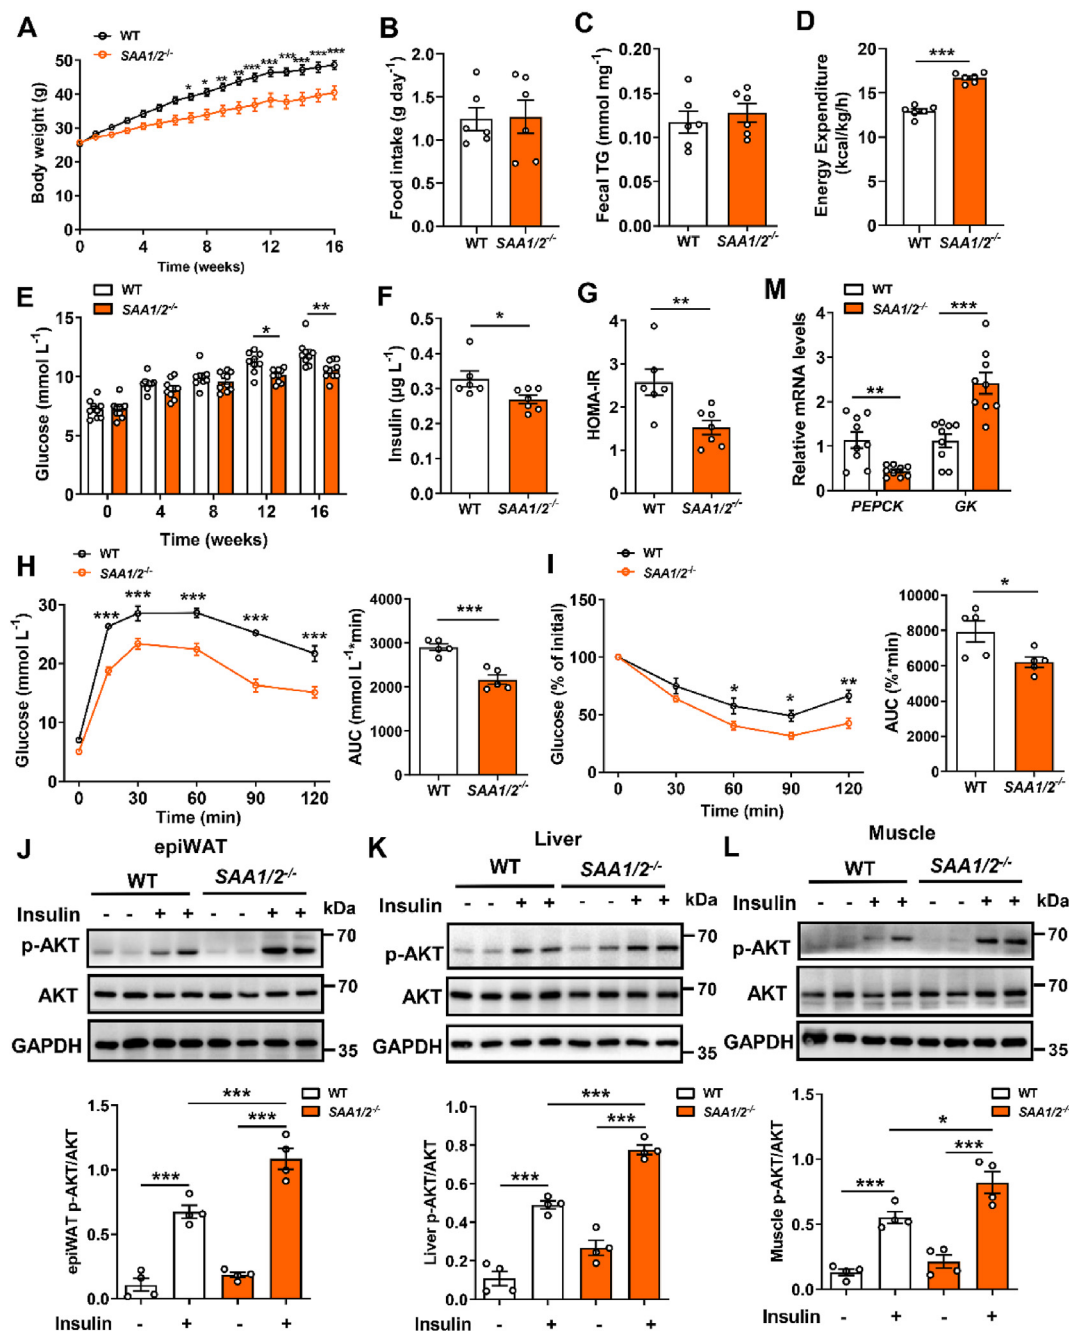 A
WT
SAA1/2-/-
Body weight (g)
60
40
20
0
* * ** ** *** *** *** *** *** ***
0 4 8 12 16
Time (weeks)
B
Food intake (g day-1)
2.0
1.5
1.0
0.5
0.0
WT SAA1/2-/-
C
Fecal TG (mmol mg-1)
0.20
0.15
0.10
0.05
0.00
WT SAA1/2-/-
D
Energy Expenditure
(kcal/kg/h)
20
15
10
5
0
***
WT SAA1/2-/-
E
WT
SAA1/2-/-
Glucose (mmol L-1)
15
10
5
0
* **
0 4 8 12 16
Time (weeks)
F
Insulin (µg L-1)
0.5
0.4
0.3
0.2
0.1
0.0
*
WT SAA1/2-/-
G
HOMA-IR
4
3
2
1
0
**
WT SAA1/2-/-
M
WT
SAA1/2-/-
Relative mRNA levels
4
3
2
1
0
** ***
PEPCK GK
H
WT
SAA1/2-/-
Glucose (mmol L-1)
30
20
10
0
*** *** *** *** ***
0 30 60 90 120
Time (min)
AUC (mmol L-1*min)
4000
3000
2000
1000
0
***
WT SAA1/2-/-
I
WT
SAA1/2-/-
Glucose (% of initial)
150
100
50
0
* * **
0 30 60 90 120
Time (min)
AUC (%*min)
10000
8000
6000
4000
2000
0
*
WT SAA1/2-/-
J
epiWAT
WT SAA1/2-/-
Insulin - - + + - - + + kDa
p-AKT 70
AKT 70
GAPDH 35
WT
SAA1/2-/-
epiWAT p-AKT/AKT
1.5
1.0
0.5
0.0
*** *** ***
Insulin - + - +
K
Liver
WT SAA1/2-/-
Insulin - - + + - - + + kDa
p-AKT 70
AKT 70
GAPDH 35
WT
SAA1/2-/-
Liver p-AKT/AKT
1.0
0.8
0.6
0.4
0.2
0.0
*** *** ***
Insulin - + - +
L
Muscle
WT SAA1/2-/-
Insulin - - + + - - + + kDa
p-AKT 70
AKT 70
GAPDH 35
WT
SAA1/2-/-
Muscle p-AKT/AKT
1.5
1.0
0.5
0.0
*** * ***
Insulin - + - +